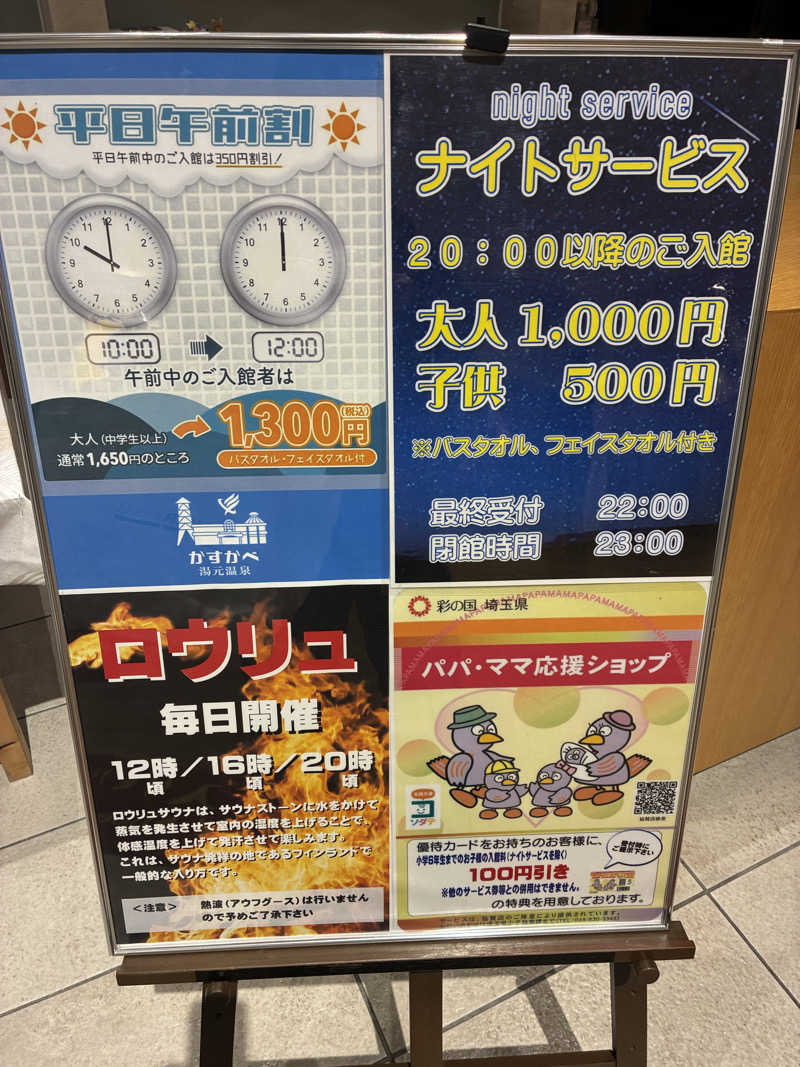 平日午前割
平日午前中のご入館は350円割引！
10:00
12:00
午前中のご入館者は
大人(中学生以上)
通常1,650円のところ
1,300円(税込)
バスタオル・フェイスタオル付
かすかべ
湯元温泉
night service
ナイトサービス
20：00以降のご入館
大人 1,000円
子供 500円
※バスタオル、フェイスタオル付き
最終受付 22:00
閉館時間 23:00
ロウリュ
毎日開催
12時／16時／20時
頃 頃 頃
ロウリュサウナは、サウナストーンに水をかけて
蒸気を発生させて室内の湿度を上げることで、
体感温度を上げて発汗させて楽しみます。
これは、サウナ発祥の地であるフィンランドで
一般的な入り方です。
＜注意＞
熱波(アウフグース)は行いません
ので予めご了承下さい
彩の国 埼玉県
パパ・ママ応援ショップ
優待カードをお持ちのお客様に、
小学6年生までのお子様の入館料(ナイトサービスを除く)
100円引き
※他のサービス券等との併用はできません。
の特典を用意しております。
受付時に
ご提示下さい